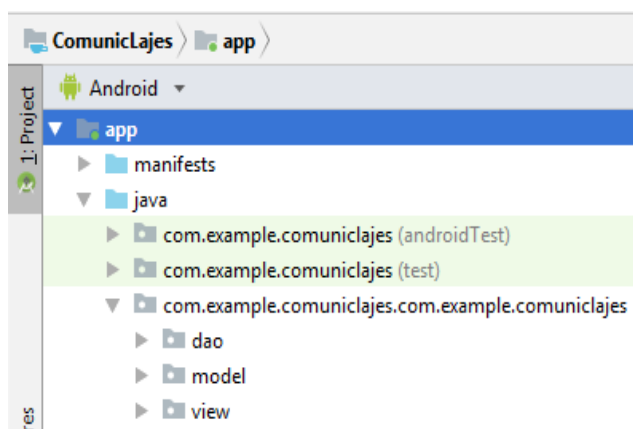 ComunicLajes app
Android
1: Project
app
manifests
java
com.example.comuniclajes (androidTest)
com.example.comuniclajes (test)
com.example.comuniclajes.com.example.comuniclajes
dao
model
view
res